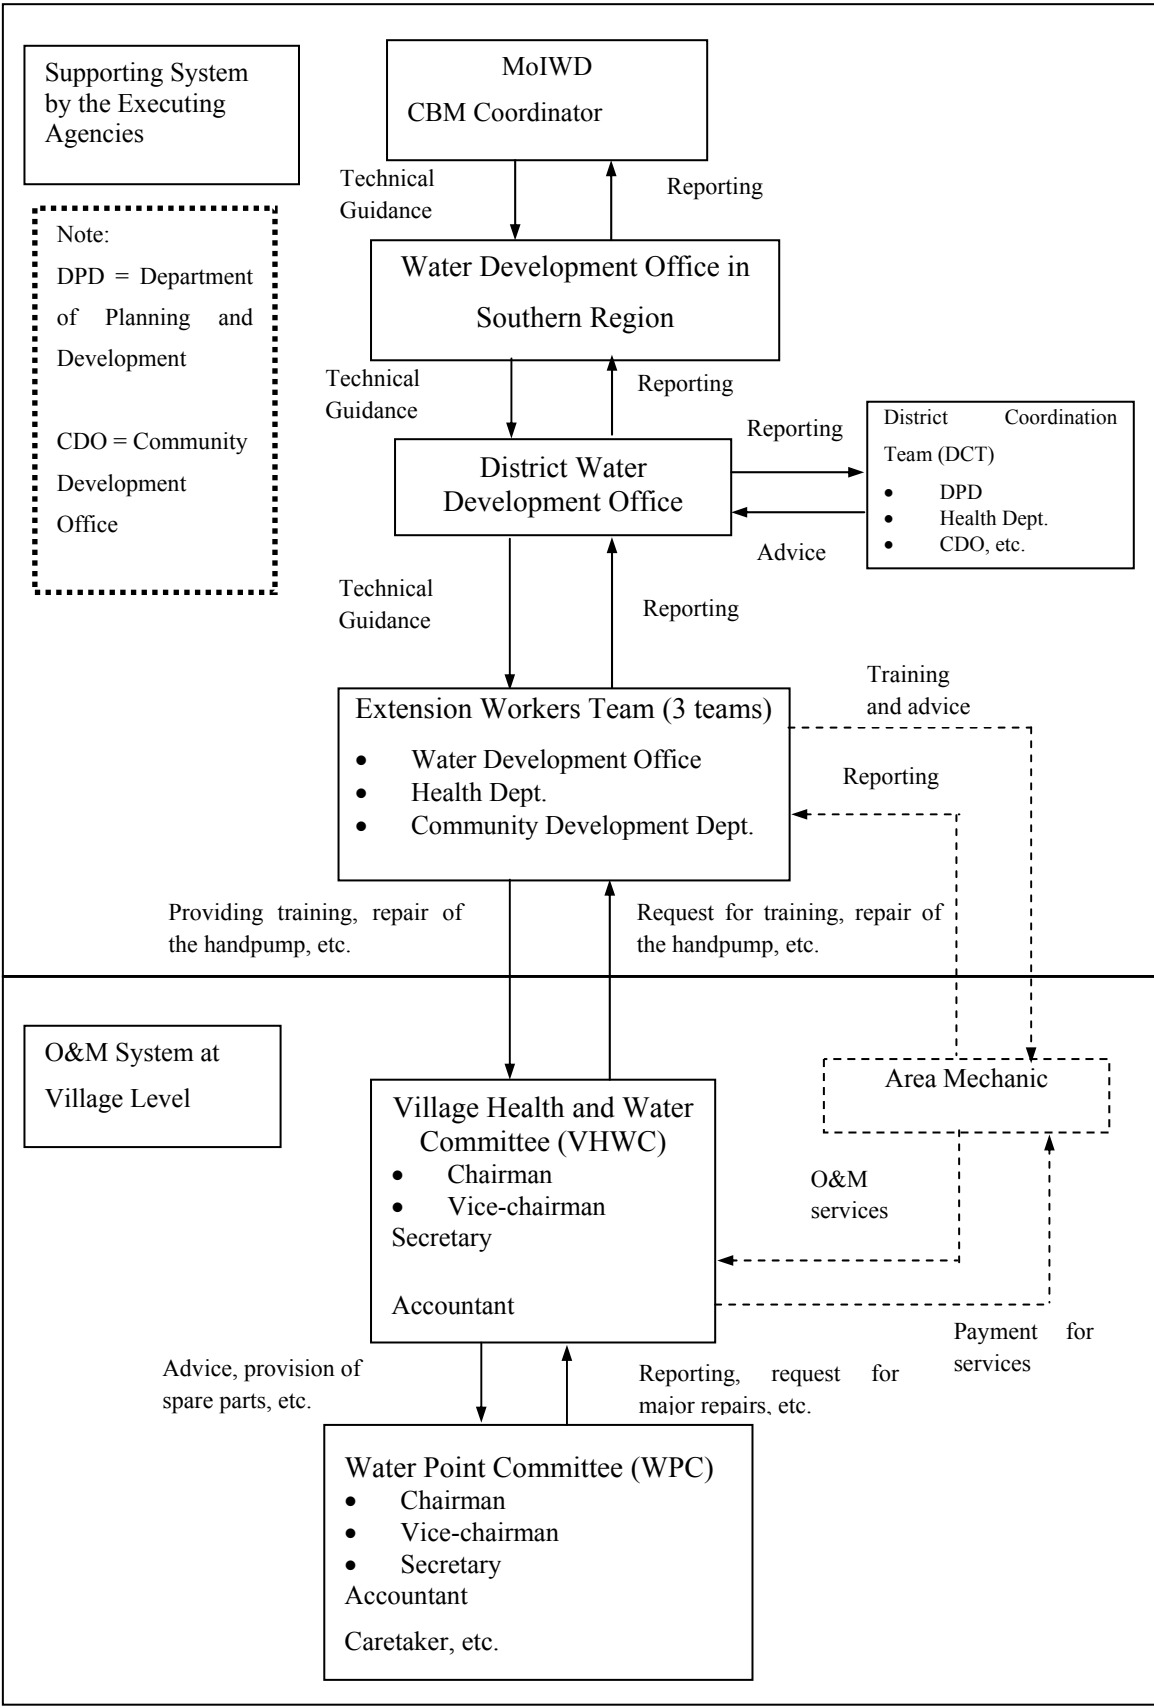 Supporting System
by the Executing
Agencies
MoIWD
CBM Coordinator
Technical
Guidance
Reporting
Note:
DPD = Department
of Planning and
Development
CDO = Community
Development
Office
Water Development Office in
Southern Region
Technical
Guidance
Reporting
District Water
Development Office
Reporting
Advice
District Coordination
Team (DCT)
• DPD
• Health Dept.
• CDO, etc.
Technical
Guidance
Reporting
Extension Workers Team (3 teams)
• Water Development Office
• Health Dept.
• Community Development Dept.
Training
and advice
Reporting
Providing training, repair of
the handpump, etc.
Request for training, repair of
the handpump, etc.
O&M System at
Village Level
Area Mechanic
Village Health and Water
Committee (VHWC)
• Chairman
• Vice-chairman
Secretary
Accountant
O&M
services
Payment for
services
Advice, provision of
spare parts, etc.
Reporting, request for
major repairs, etc.
Water Point Committee (WPC)
• Chairman
• Vice-chairman
• Secretary
Accountant
Caretaker, etc.